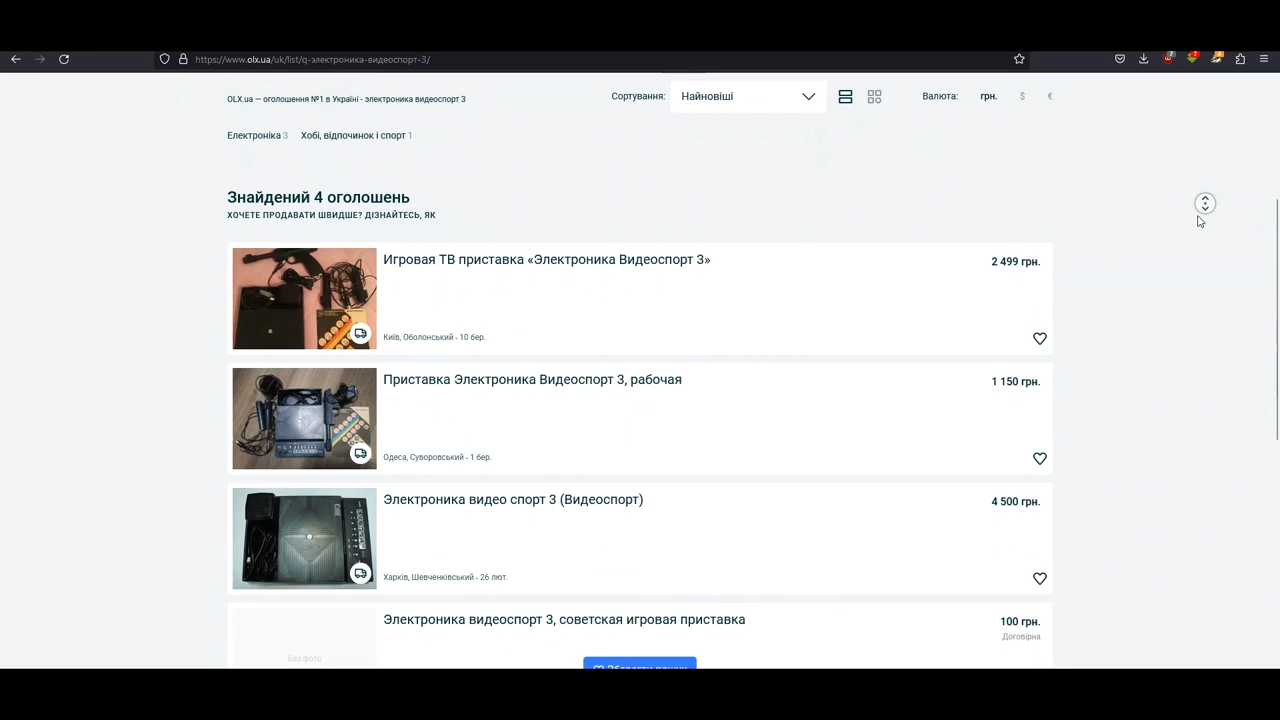 https://www.olx.ua/uk/list/q-электроника-видеоспорт-3/
OLX.ua — оголошення №1 в Україні - электроника видеоспорт 3
Сортування:
Найновіші
Валюта: грн. $ €
Електроніка 3 Хобі, відпочинок і спорт 1
Знайдений 4 оголошень
ХОЧЕТЕ ПРОДАВАТИ ШВИДШЕ? ДІЗНАЙТЕСЬ, ЯК
Игровая ТВ приставка «Электроника Видеоспорт 3»
2 499 грн.
Київ, Оболонський - 10 бер.
Приставка Электроника Видеоспорт 3, рабочая
1 150 грн.
Одеса, Суворовський - 1 бер.
Электроника видео спорт 3 (Видеоспорт)
4 500 грн.
Харків, Шевченківський - 26 лют.
Электроника видеоспорт 3, советская игровая приставка
100 грн.
Договірна
Без фото
Зберегти пошук